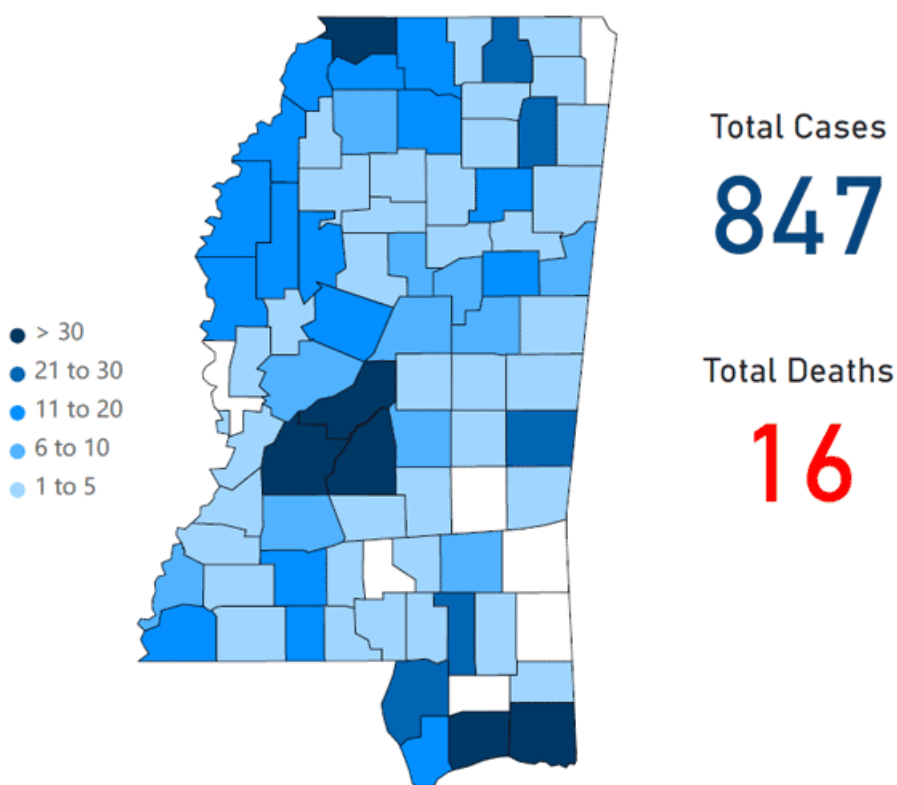 > 30
21 to 30
11 to 20
6 to 10
1 to 5
Total Cases
847
Total Deaths
16